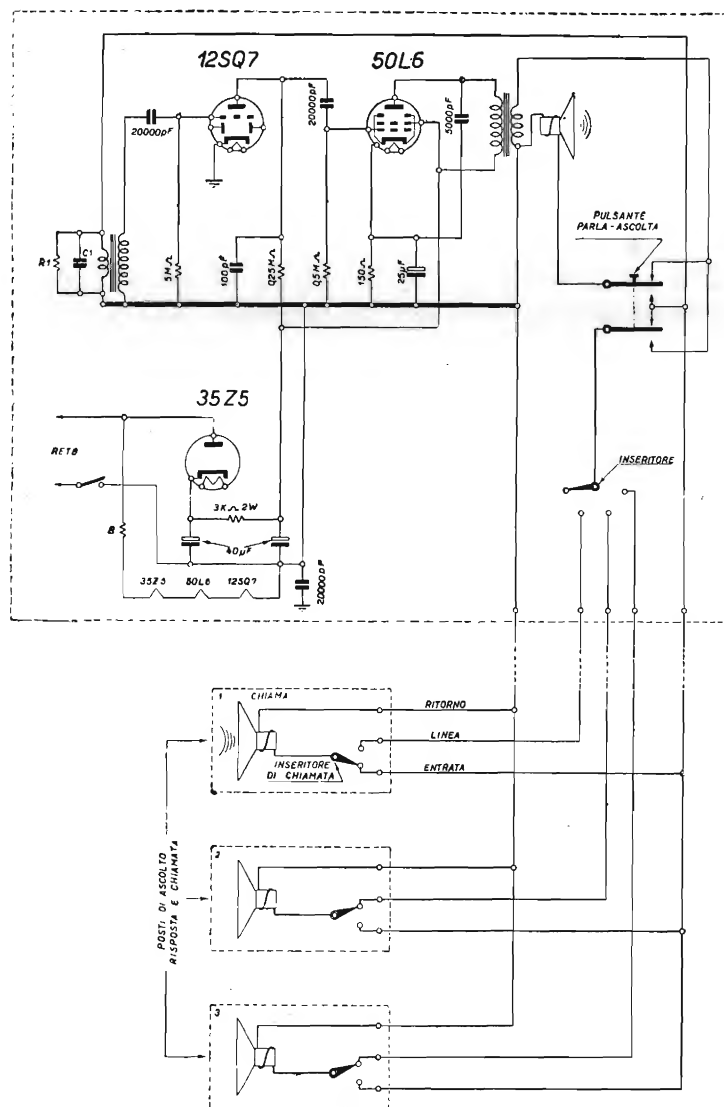 12SQ7
50L6
20000pF
20000pF
5000pF
R1
C1
5MΩ
100pF
0,25MΩ
0,5MΩ
150Ω
25µF
PULSANTE
PARLA-ASCOLTA
35Z5
RETE
INSERITORE
3KΩ 2W
40µF
B
20000pF
35Z5
50L6
12SQ7
1
CHIAMA
RITORNO
LINEA
INSERITORE
DI CHIAMATA
ENTRATA
2
POSTI DI ASCOLTO
RISPOSTA E CHIAMATA
3